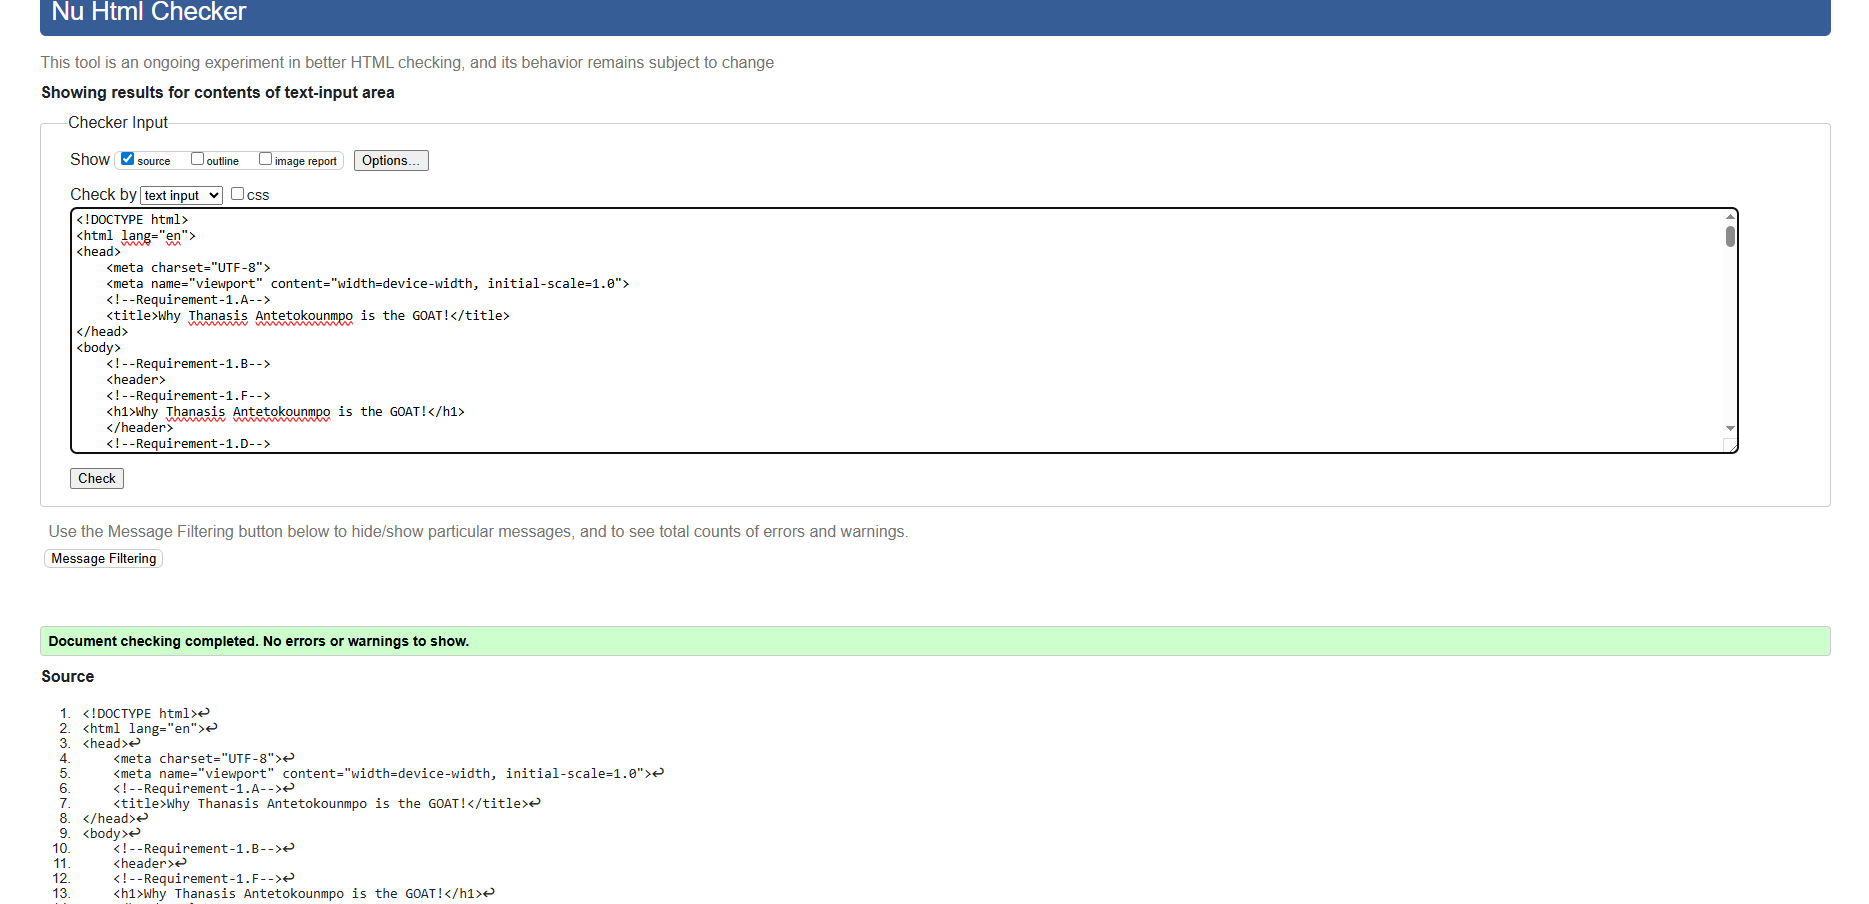 Nu Html Checker
This tool is an ongoing experiment in better HTML checking, and its behavior remains subject to change
Showing results for contents of text-input area
Checker Input
Show source outline image report Options...
Check by text input css
<!DOCTYPE html>
<html lang="en">
<head>
    <meta charset="UTF-8">
    <meta name="viewport" content="width=device-width, initial-scale=1.0">
    <!--Requirement-1.A-->
    <title>Why Thanasis Antetokounmpo is the GOAT!</title>
</head>
<body>
    <!--Requirement-1.B-->
    <header>
    <!--Requirement-1.F-->
    <h1>Why Thanasis Antetokounmpo is the GOAT!</h1>
    </header>
    <!--Requirement-1.D-->
Check
Use the Message Filtering button below to hide/show particular messages, and to see total counts of errors and warnings.
Message Filtering
Document checking completed. No errors or warnings to show.
Source
1. <!DOCTYPE html>↩
2. <html lang="en">↩
3. <head>↩
4.     <meta charset="UTF-8">↩
5.     <meta name="viewport" content="width=device-width, initial-scale=1.0">↩
6.     <!--Requirement-1.A-->↩
7.     <title>Why Thanasis Antetokounmpo is the GOAT!</title>↩
8. </head>↩
9. <body>↩
10.     <!--Requirement-1.B-->↩
11.     <header>↩
12.     <!--Requirement-1.F-->↩
13.     <h1>Why Thanasis Antetokounmpo is the GOAT!</h1>↩